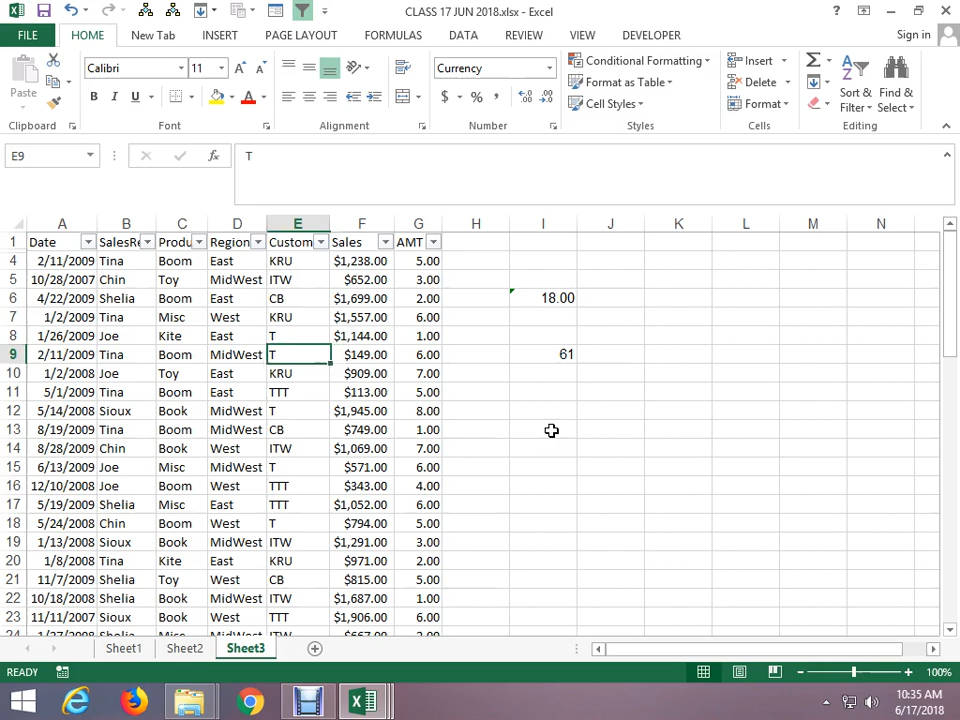 CLASS 17 JUN 2018.xlsx - Excel
FILE HOME New Tab INSERT PAGE LAYOUT FORMULAS DATA REVIEW VIEW DEVELOPER Sign in
Paste Calibri 11 Currency Conditional Formatting Format as Table Cell Styles Insert Delete Format Sort & Filter Find & Select
Clipboard Font Alignment Number Styles Cells Editing
E9 T
A B C D E F G H I J K L M N
1 Date SalesRe Produ Region Custom Sales AMT
4 2/11/2009 Tina Boom East KRU $1,238.00 5.00
5 10/28/2007 Chin Toy MidWest ITW $652.00 3.00
6 4/22/2009 Shelia Boom East CB $1,699.00 2.00 18.00
7 1/2/2009 Tina Misc West KRU $1,557.00 6.00
8 1/26/2009 Joe Kite East T $1,144.00 1.00
9 2/11/2009 Tina Boom MidWest T $149.00 6.00 61
10 1/2/2008 Joe Toy East KRU $909.00 7.00
11 5/1/2009 Tina Boom East TTT $113.00 5.00
12 5/14/2008 Sioux Book MidWest T $1,945.00 8.00
13 8/19/2009 Tina Boom MidWest CB $749.00 1.00
14 8/28/2009 Chin Book West ITW $1,069.00 7.00
15 6/13/2009 Joe Misc MidWest T $571.00 6.00
16 12/10/2008 Joe Boom West TTT $343.00 4.00
17 5/19/2009 Shelia Misc East TTT $1,052.00 6.00
18 5/24/2008 Chin Boom West T $794.00 5.00
19 1/13/2008 Sioux Book MidWest ITW $1,291.00 3.00
20 1/8/2008 Tina Kite East KRU $971.00 2.00
21 11/7/2009 Shelia Toy West CB $815.00 5.00
22 10/18/2008 Shelia Book MidWest ITW $1,687.00 1.00
23 11/11/2007 Sioux Book West TTT $1,906.00 6.00
Sheet1 Sheet2 Sheet3
READY 100%
10:35 AM
6/17/2018